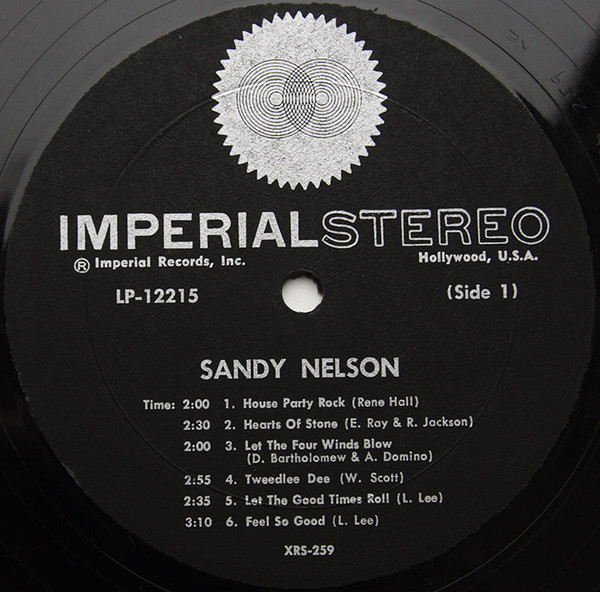 IMPERIAL STEREO
® Imperial Records, Inc. Hollywood, U.S.A.
LP-12215 (Side 1)
SANDY NELSON
Time: 2:00 1. House Party Rock (Rene Hall)
2:30 2. Hearts Of Stone (E. Ray & R. Jackson)
2:00 3. Let The Four Winds Blow
(D. Bartholomew & A. Domino)
2:55 4. Tweedlee Dee (W. Scott)
2:35 5. Let The Good Times Roll (L. Lee)
3:10 6. Feel So Good (L. Lee)
XRS-259